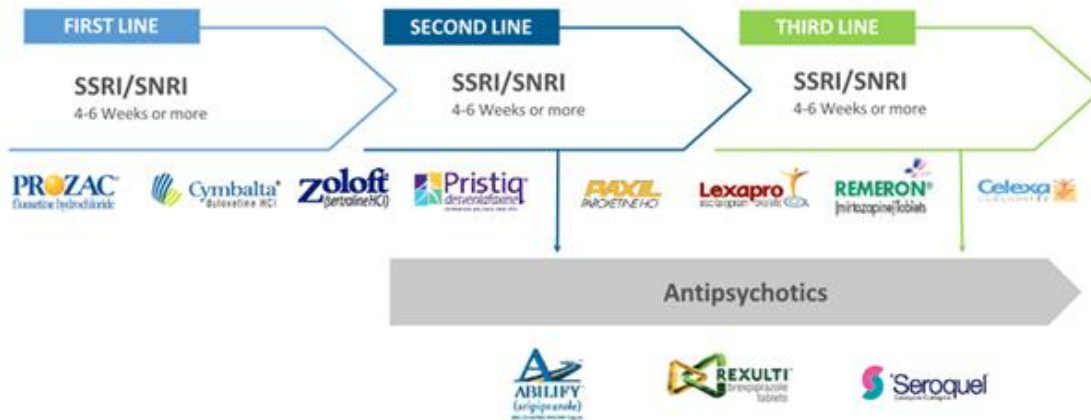 FIRST LINE
SECOND LINE
THIRD LINE
SSRI/SNRI
4-6 Weeks or more
SSRI/SNRI
4-6 Weeks or more
SSRI/SNRI
4-6 Weeks or more
PROZAC®
fluoxetine hydrochloride
Cymbalta®
duloxetine HCl
Zoloft®
(sertraline HCl)
Pristiq®
desvenlafaxine
PAXIL
PAROXETINE HCl
Lexapro
REMERON®
(mirtazapine)Tablets
Celexa
Antipsychotics
ABILIFY
(aripiprazole)
REXULTI
brexpiprazole
tablets
Seroquel